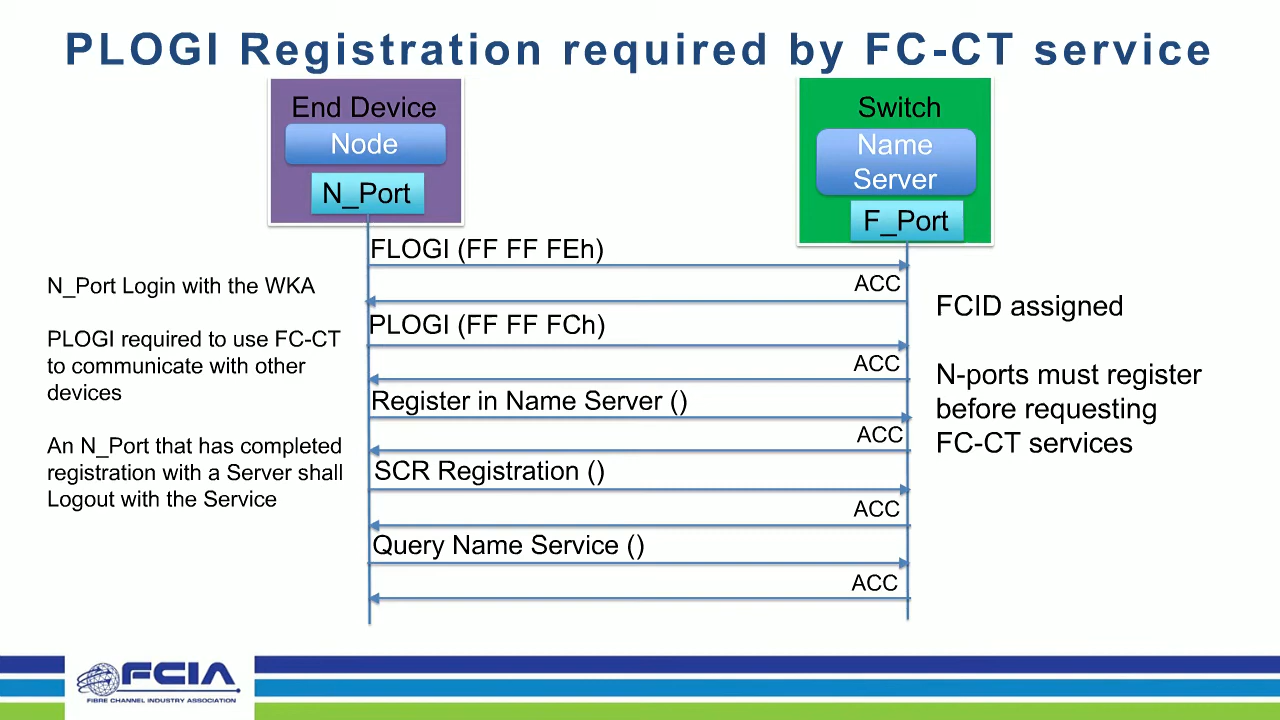 PLOGI Registration required by FC-CT service
End Device
Node
N_Port
Switch
Name
Server
F_Port
FLOGI (FF FF FEh)
ACC
N_Port Login with the WKA
FCID assigned
PLOGI (FF FF FCh)
PLOGI required to use FC-CT
to communicate with other
devices
ACC
N-ports must register
before requesting
FC-CT services
Register in Name Server ()
ACC
An N_Port that has completed
registration with a Server shall
Logout with the Service
SCR Registration ()
ACC
Query Name Service ()
ACC
FCIA
FIBRE CHANNEL INDUSTRY ASSOCIATION